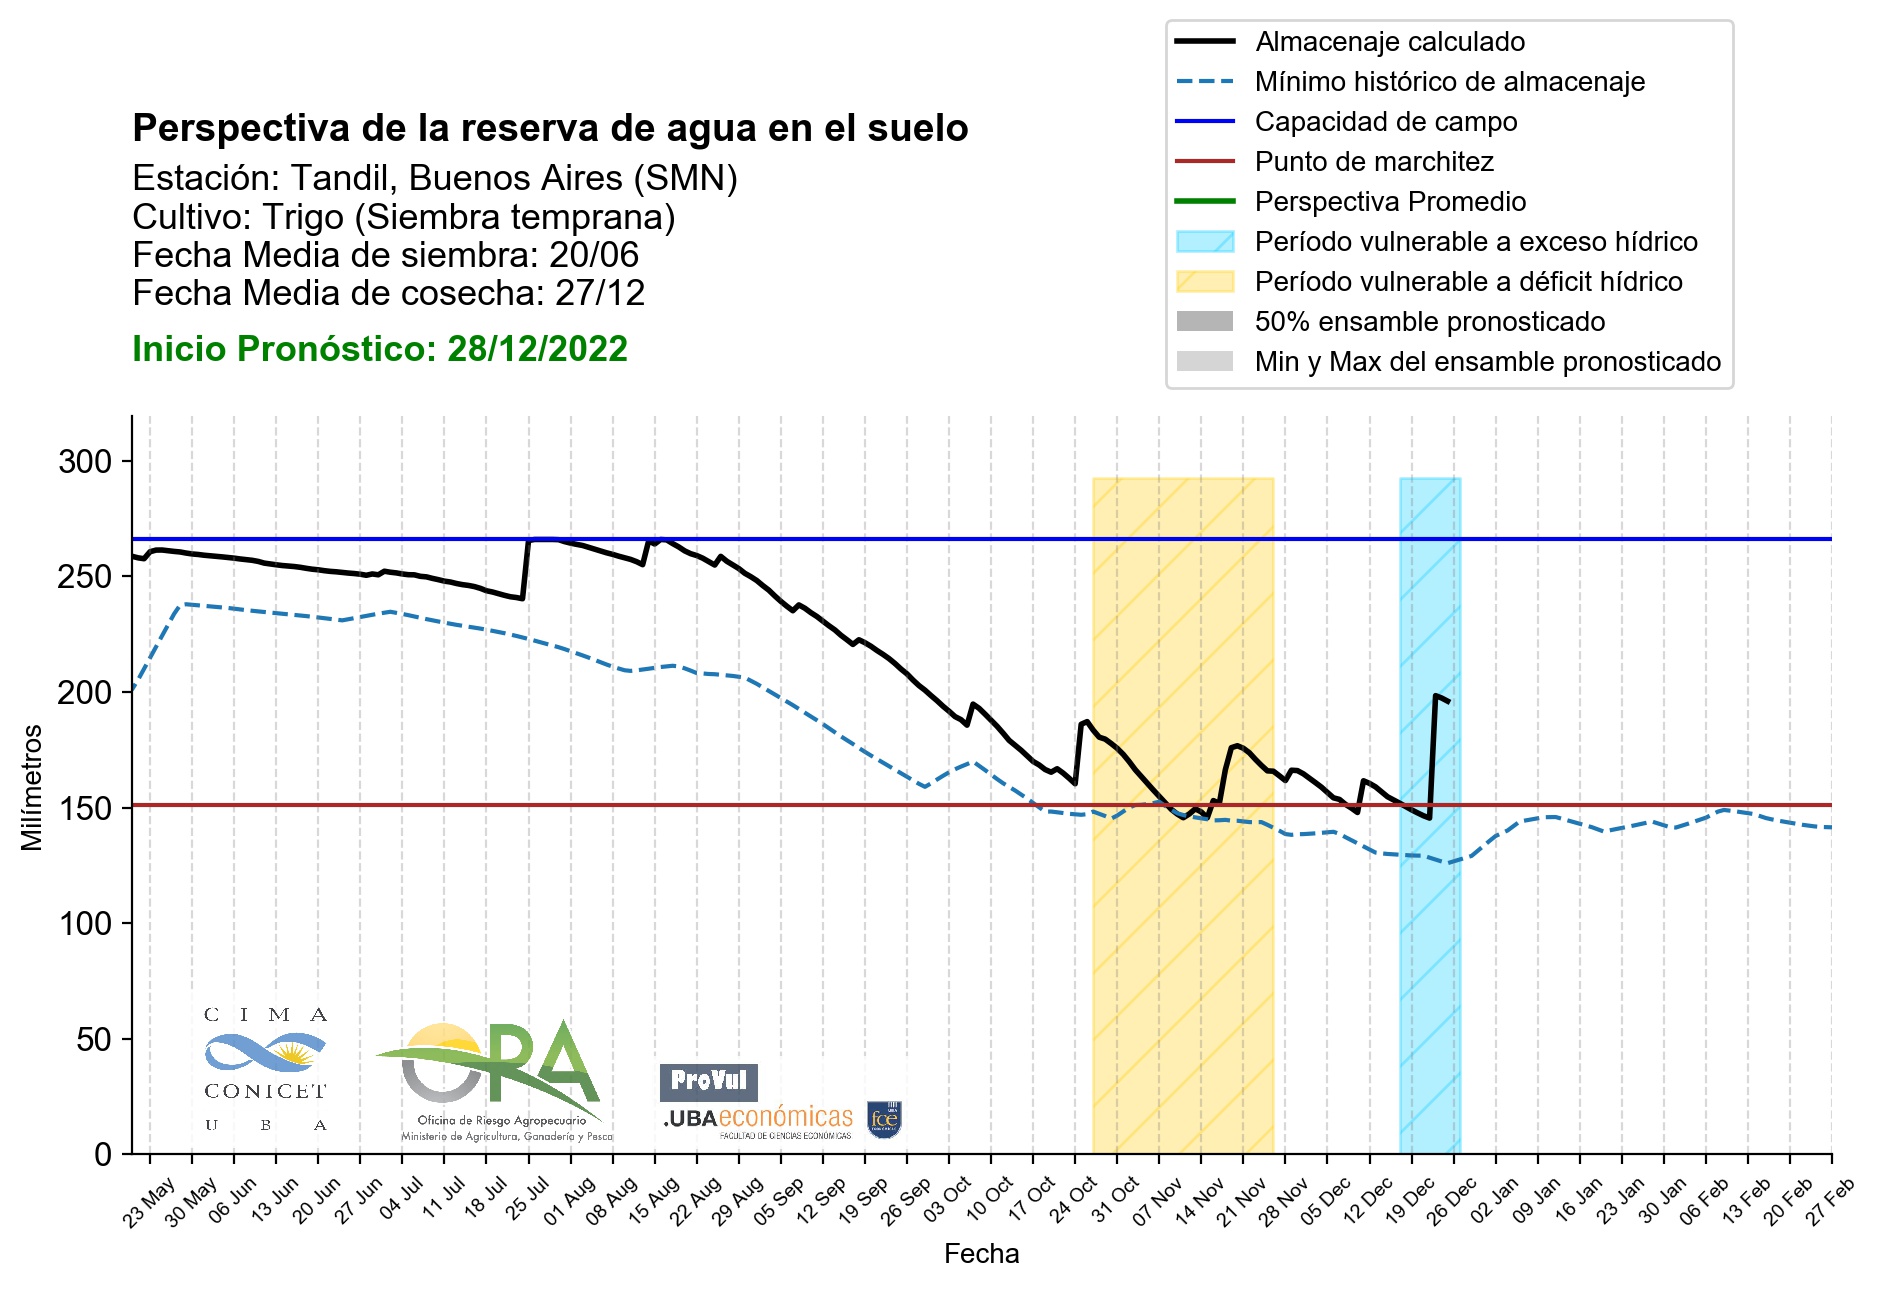 Almacenaje calculado
Mínimo histórico de almacenaje
Capacidad de campo
Punto de marchitez
Perspectiva Promedio
Período vulnerable a exceso hídrico
Período vulnerable a déficit hídrico
50% ensamble pronosticado
Min y Max del ensamble pronosticado
Perspectiva de la reserva de agua en el suelo
Estación: Tandil, Buenos Aires (SMN)
Cultivo: Trigo (Siembra temprana)
Fecha Media de siembra: 20/06
Fecha Media de cosecha: 27/12
Inicio Pronóstico: 28/12/2022
Milímetros
300
250
200
150
100
50
0
CIMA
CONICET
UBA
ORA
Oficina de Riesgo Agropecuario
Ministerio de Agricultura, Ganadería y Pesca
ProVul
.UBAeconómicas
FACULTAD DE CIENCIAS ECONÓMICAS
fce
23 May
30 May
06 Jun
13 Jun
20 Jun
27 Jun
04 Jul
11 Jul
18 Jul
25 Jul
01 Aug
08 Aug
15 Aug
22 Aug
29 Aug
05 Sep
12 Sep
19 Sep
26 Sep
03 Oct
10 Oct
17 Oct
24 Oct
31 Oct
07 Nov
14 Nov
21 Nov
28 Nov
05 Dec
12 Dec
19 Dec
26 Dec
02 Jan
09 Jan
16 Jan
23 Jan
30 Jan
06 Feb
13 Feb
20 Feb
27 Feb
Fecha